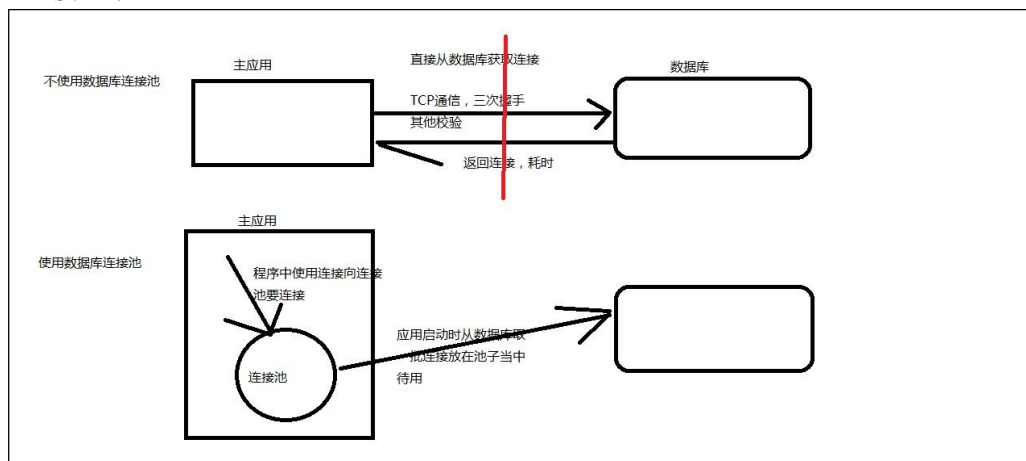 主应用
直接从数据库获取连接
数据库
不使用数据库连接池
TCP通信，三次握手
其他校验
返回连接，耗时
主应用
使用数据库连接池
程序中使用连接向连接
池要连接
应用启动时从数据库取
一批连接放在池子当中
待用
连接池